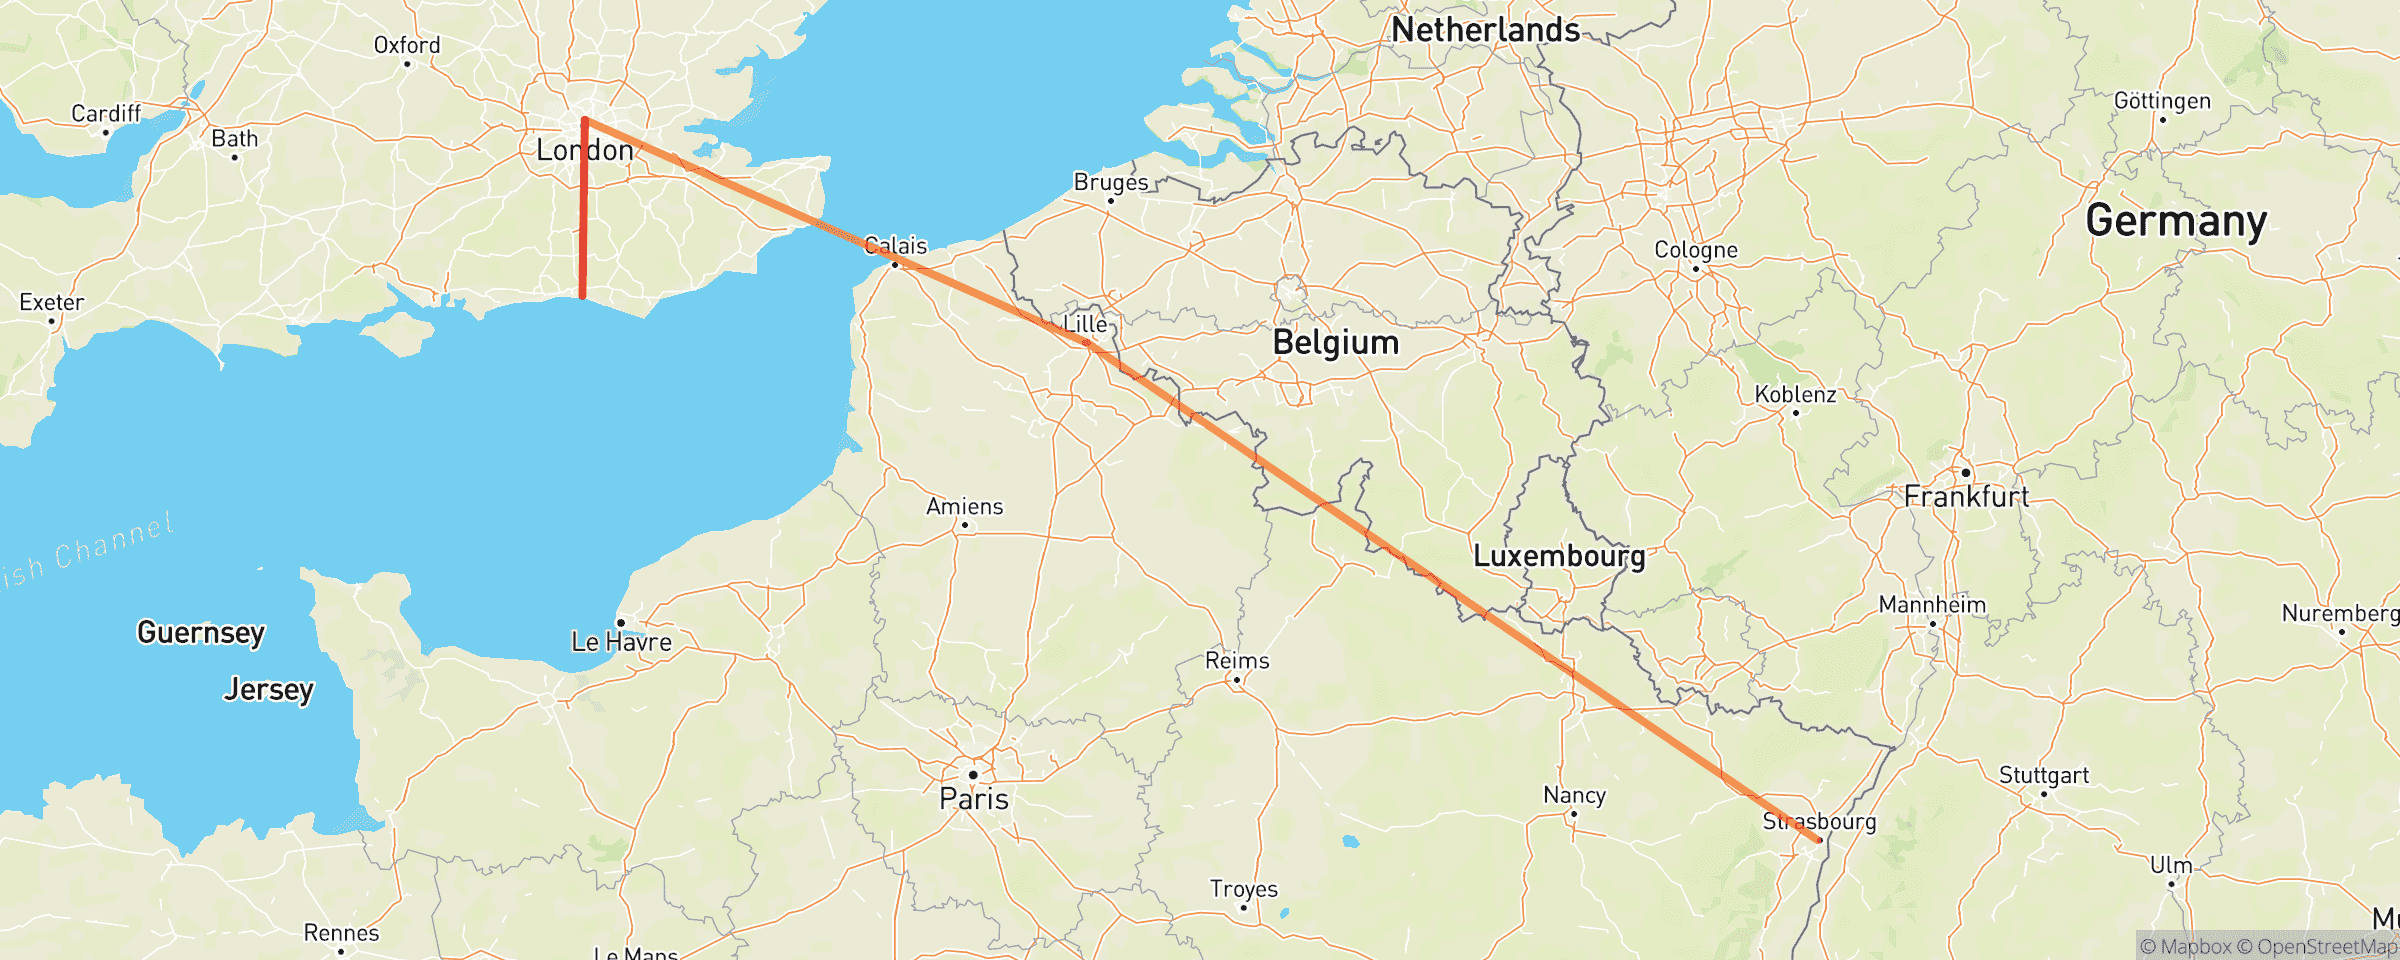 Netherlands
Oxford
Göttingen
Cardiff
Bath
London
Bruges
Germany
Calais
Cologne
Exeter
Lille
Belgium
Koblenz
Frankfurt
Amiens
ish Channel
Luxembourg
Mannheim
Nuremberg
Guernsey
Le Havre
Reims
Jersey
Stuttgart
Nancy
Paris
Strasbourg
Ulm
Troyes
Mu
Rennes
Le Mans
© Mapbox © OpenStreetMap